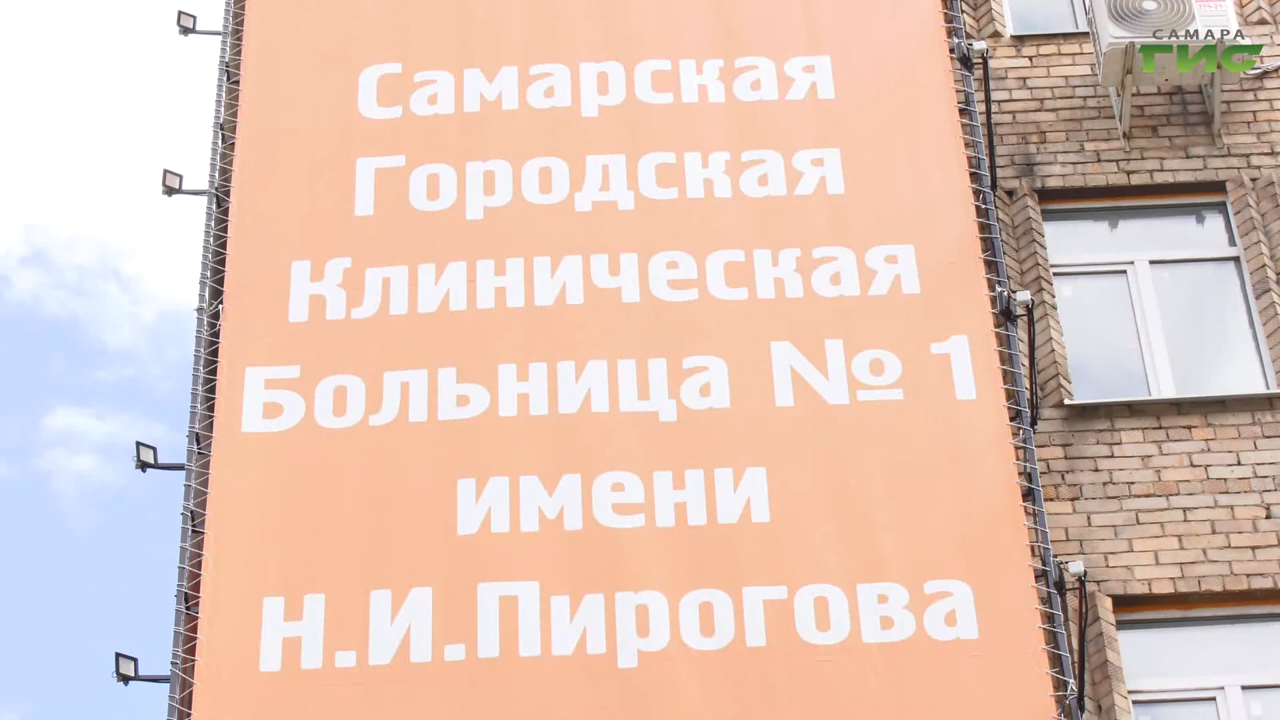 Самарская
Городская
Клиническая
Больница № 1
имени
Н.И.Пирогова
САМАРА
ГИС